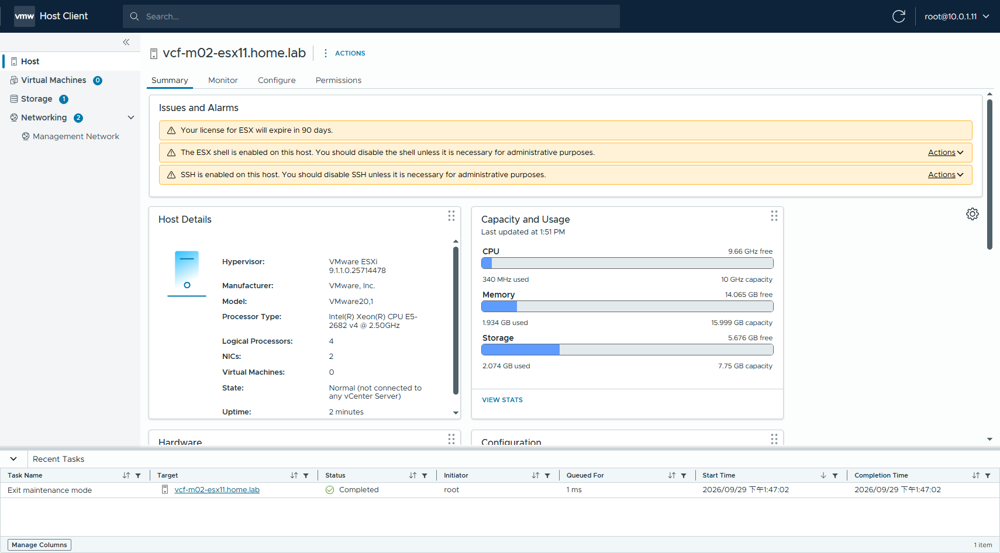 vmw Host Client
Search...
root@10.0.1.11
Host
Virtual Machines 0
Storage 1
Networking 2
Management Network
vcf-m02-esx11.home.lab
ACTIONS
Summary Monitor Configure Permissions
Issues and Alarms
Your license for ESX will expire in 90 days.
The ESX shell is enabled on this host. You should disable the shell unless it is necessary for administrative purposes. Actions
SSH is enabled on this host. You should disable SSH unless it is necessary for administrative purposes. Actions
Host Details
Hypervisor: VMware ESXi
9.1.1.0.25714478
Manufacturer: VMware, Inc.
Model: VMware20,1
Processor Type: Intel(R) Xeon(R) CPU E5-
2682 v4 @ 2.50GHz
Logical Processors: 4
NICs: 2
Virtual Machines: 0
State: Normal (not connected to
any vCenter Server)
Uptime: 2 minutes
Capacity and Usage
Last updated at 1:51 PM
CPU 9.66 GHz free
340 MHz used 10 GHz capacity
Memory 14.065 GB free
1.934 GB used 15.999 GB capacity
Storage 5.676 GB free
2.074 GB used 7.75 GB capacity
VIEW STATS
Hardware
Configuration
Recent Tasks
Task Name Target Status Initiator Queued For Start Time Completion Time
Exit maintenance mode vcf-m02-esx11.home.lab Completed root 1 ms 2026/09/29 下午1:47:02 2026/09/29 下午1:47:02
Manage Columns
1 item